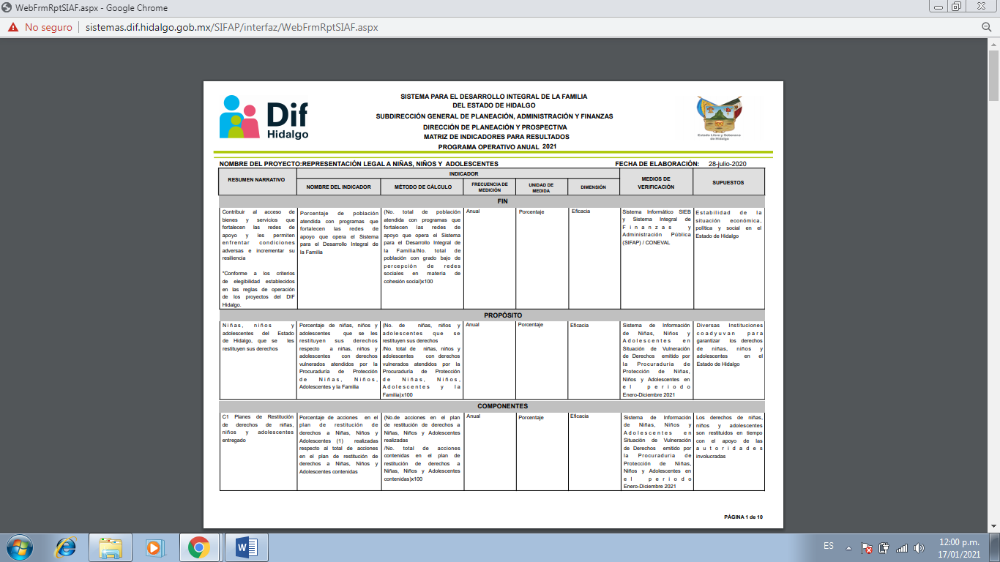 WebFrmRptSIAF.aspx - Google Chrome
No seguro sistemas.dif.hidalgo.gob.mx/SIFAP/interfaz/WebFrmRptSIAF.aspx
Dif
Hidalgo
SISTEMA PARA EL DESARROLLO INTEGRAL DE LA FAMILIA
DEL ESTADO DE HIDALGO
SUBDIRECCIÓN GENERAL DE PLANEACIÓN, ADMINISTRACIÓN Y FINANZAS
DIRECCIÓN DE PLANEACIÓN Y PROSPECTIVA
MATRIZ DE INDICADORES PARA RESULTADOS
PROGRAMA OPERATIVO ANUAL 2021
Estado Libre y Soberano
de Hidalgo
NOMBRE DEL PROYECTO:REPRESENTACIÓN LEGAL A NIÑAS, NIÑOS Y ADOLESCENTES FECHA DE ELABORACIÓN: 28-julio-2020
RESUMEN NARRATIVO
INDICADOR
NOMBRE DEL INDICADOR
MÉTODO DE CÁLCULO
FRECUENCIA DE
MEDICIÓN
UNIDAD DE
MEDIDA
DIMENSIÓN
MEDIOS DE
VERIFICACIÓN
SUPUESTOS
FIN
Contribuir al acceso de
bienes y servicios que
fortalecen las redes de
apoyo y les permiten
enfrentar condiciones
adversas e incrementar su
resiliencia
*Conforme a los criterios
de elegibilidad establecidos
en las reglas de operación
de los proyectos del DIF
Hidalgo.
Porcentaje de población
atendida con programas que
fortalecen las redes de
apoyo que opera el Sistema
para el Desarrollo Integral de
la Familia
(No. total de población
atendida con programas que
fortalecen las redes de
apoyo que opera el Sistema
para el Desarrollo Integral de
la Familia/No. total de
población con grado bajo de
percepción de redes
sociales en materia de
cohesión social)x100
Anual
Porcentaje
Eficacia
Sistema Informático SIEB
y Sistema Integral de
Finanzas y
Administración Pública
(SIFAP) / CONEVAL
Estabilidad de la
situación económica,
política y social en el
Estado de Hidalgo
PROPÓSITO
Niñas, niños y
adolescentes del Estado
de Hidalgo, que se les
restituyen sus derechos
Porcentaje de niñas, niños y
adolescentes que se les
restituyen sus derechos
respecto a niñas, niños y
adolescentes con derechos
vulnerados atendidos por la
Procuraduría de Protección
de Niñas, Niños,
Adolescentes y la Familia
(No. de niñas, niños y
adolescentes que se
restituyen sus derechos
/No. total de niñas, niños y
adolescentes con derechos
vulnerados atendidos por la
Procuraduría de Protección
de Niñas, Niños,
Adolescentes y la
Familia)x100
Anual
Porcentaje
Eficacia
Sistema de Información
de Niñas, Niños y
Adolescentes en
Situación de Vulneración
de Derechos emitido por
la Procuraduria de
Protección de Niñas,
Niños y Adolescentes en
el periodo
Enero-Diciembre 2021
Diversas Instituciones
coadyuvan para
garantizar los derechos
de niñas, niños y
adolescentes en el
Estado de Hidalgo
COMPONENTES
C1 Planes de Restitución
de derechos de niñas,
niños y adolescentes
entregado
Porcentaje de acciones en el
plan de restitución de
derechos a Niñas, Niños y
Adolescentes (1) realizadas
respecto al total de acciones
en el plan de restitución de
derechos a Niñas, Niños y
Adolescentes contenidas
(No.de acciones en el plan
de restitución de derechos a
Niñas, Niños y Adolescentes
realizadas
/No. total de acciones
contenidas en el plan de
restitución de derechos a
Niñas, Niños y Adolescentes
contenidas)x100
Anual
Porcentaje
Eficacia
Sistema de Información
de Niñas, Niños y
Adolescentes en
Situación de Vulneración
de Derechos emitido por
la Procuraduria de
Protección de Niñas,
Niños y Adolescentes en
el periodo
Enero-Diciembre 2021
Los derechos de niñas,
niños y adolescentes
son restituidos en tiempo
con el apoyo de las
autoridades
involucradas
PÁGINA 1 de 10
ES
12:00 p.m.
17/01/2021